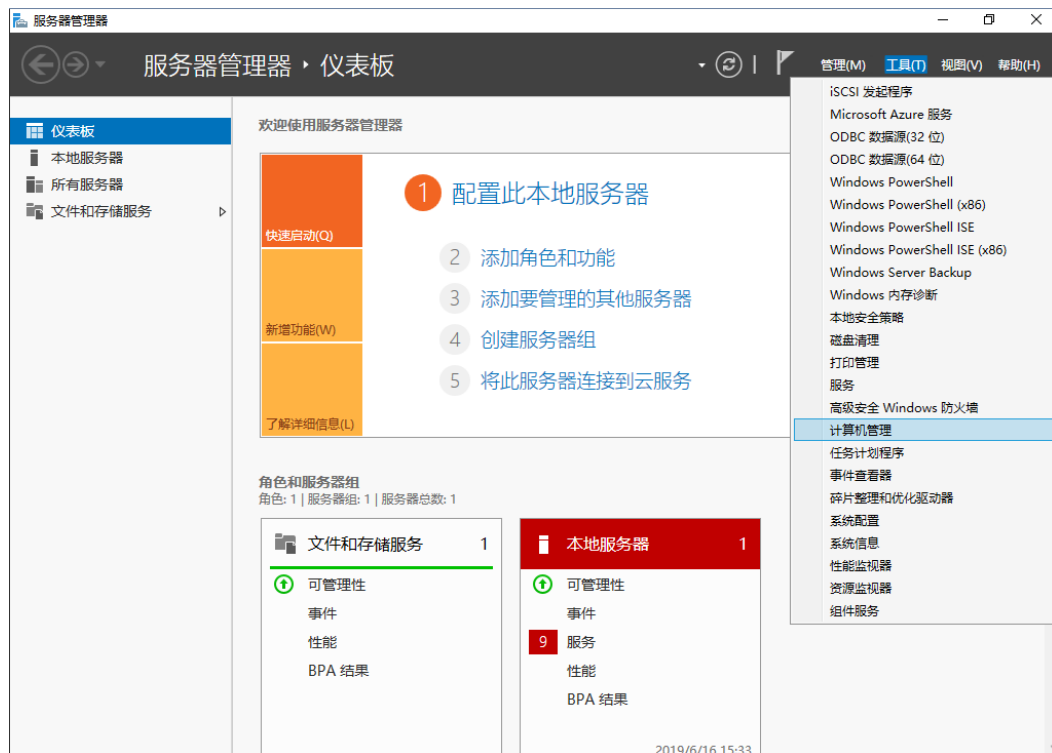 服务器管理器
服务器管理器 · 仪表板
管理(M) 工具(T) 视图(V) 帮助(H)
仪表板
本地服务器
所有服务器
文件和存储服务
欢迎使用服务器管理器
快速启动(Q)
新增功能(W)
了解详细信息(L)
1 配置此本地服务器
2 添加角色和功能
3 添加要管理的其他服务器
4 创建服务器组
5 将此服务器连接到云服务
角色和服务器组
角色: 1 | 服务器组: 1 | 服务器总数: 1
文件和存储服务 1
可管理性
事件
性能
BPA 结果
本地服务器 1
可管理性
事件
9 服务
性能
BPA 结果
2019/6/16 15:33
iSCSI 发起程序
Microsoft Azure 服务
ODBC 数据源(32 位)
ODBC 数据源(64 位)
Windows PowerShell
Windows PowerShell (x86)
Windows PowerShell ISE
Windows PowerShell ISE (x86)
Windows Server Backup
Windows 内存诊断
本地安全策略
磁盘清理
打印管理
服务
高级安全 Windows 防火墙
计算机管理
任务计划程序
事件查看器
碎片整理和优化驱动器
系统配置
系统信息
性能监视器
资源监视器
组件服务